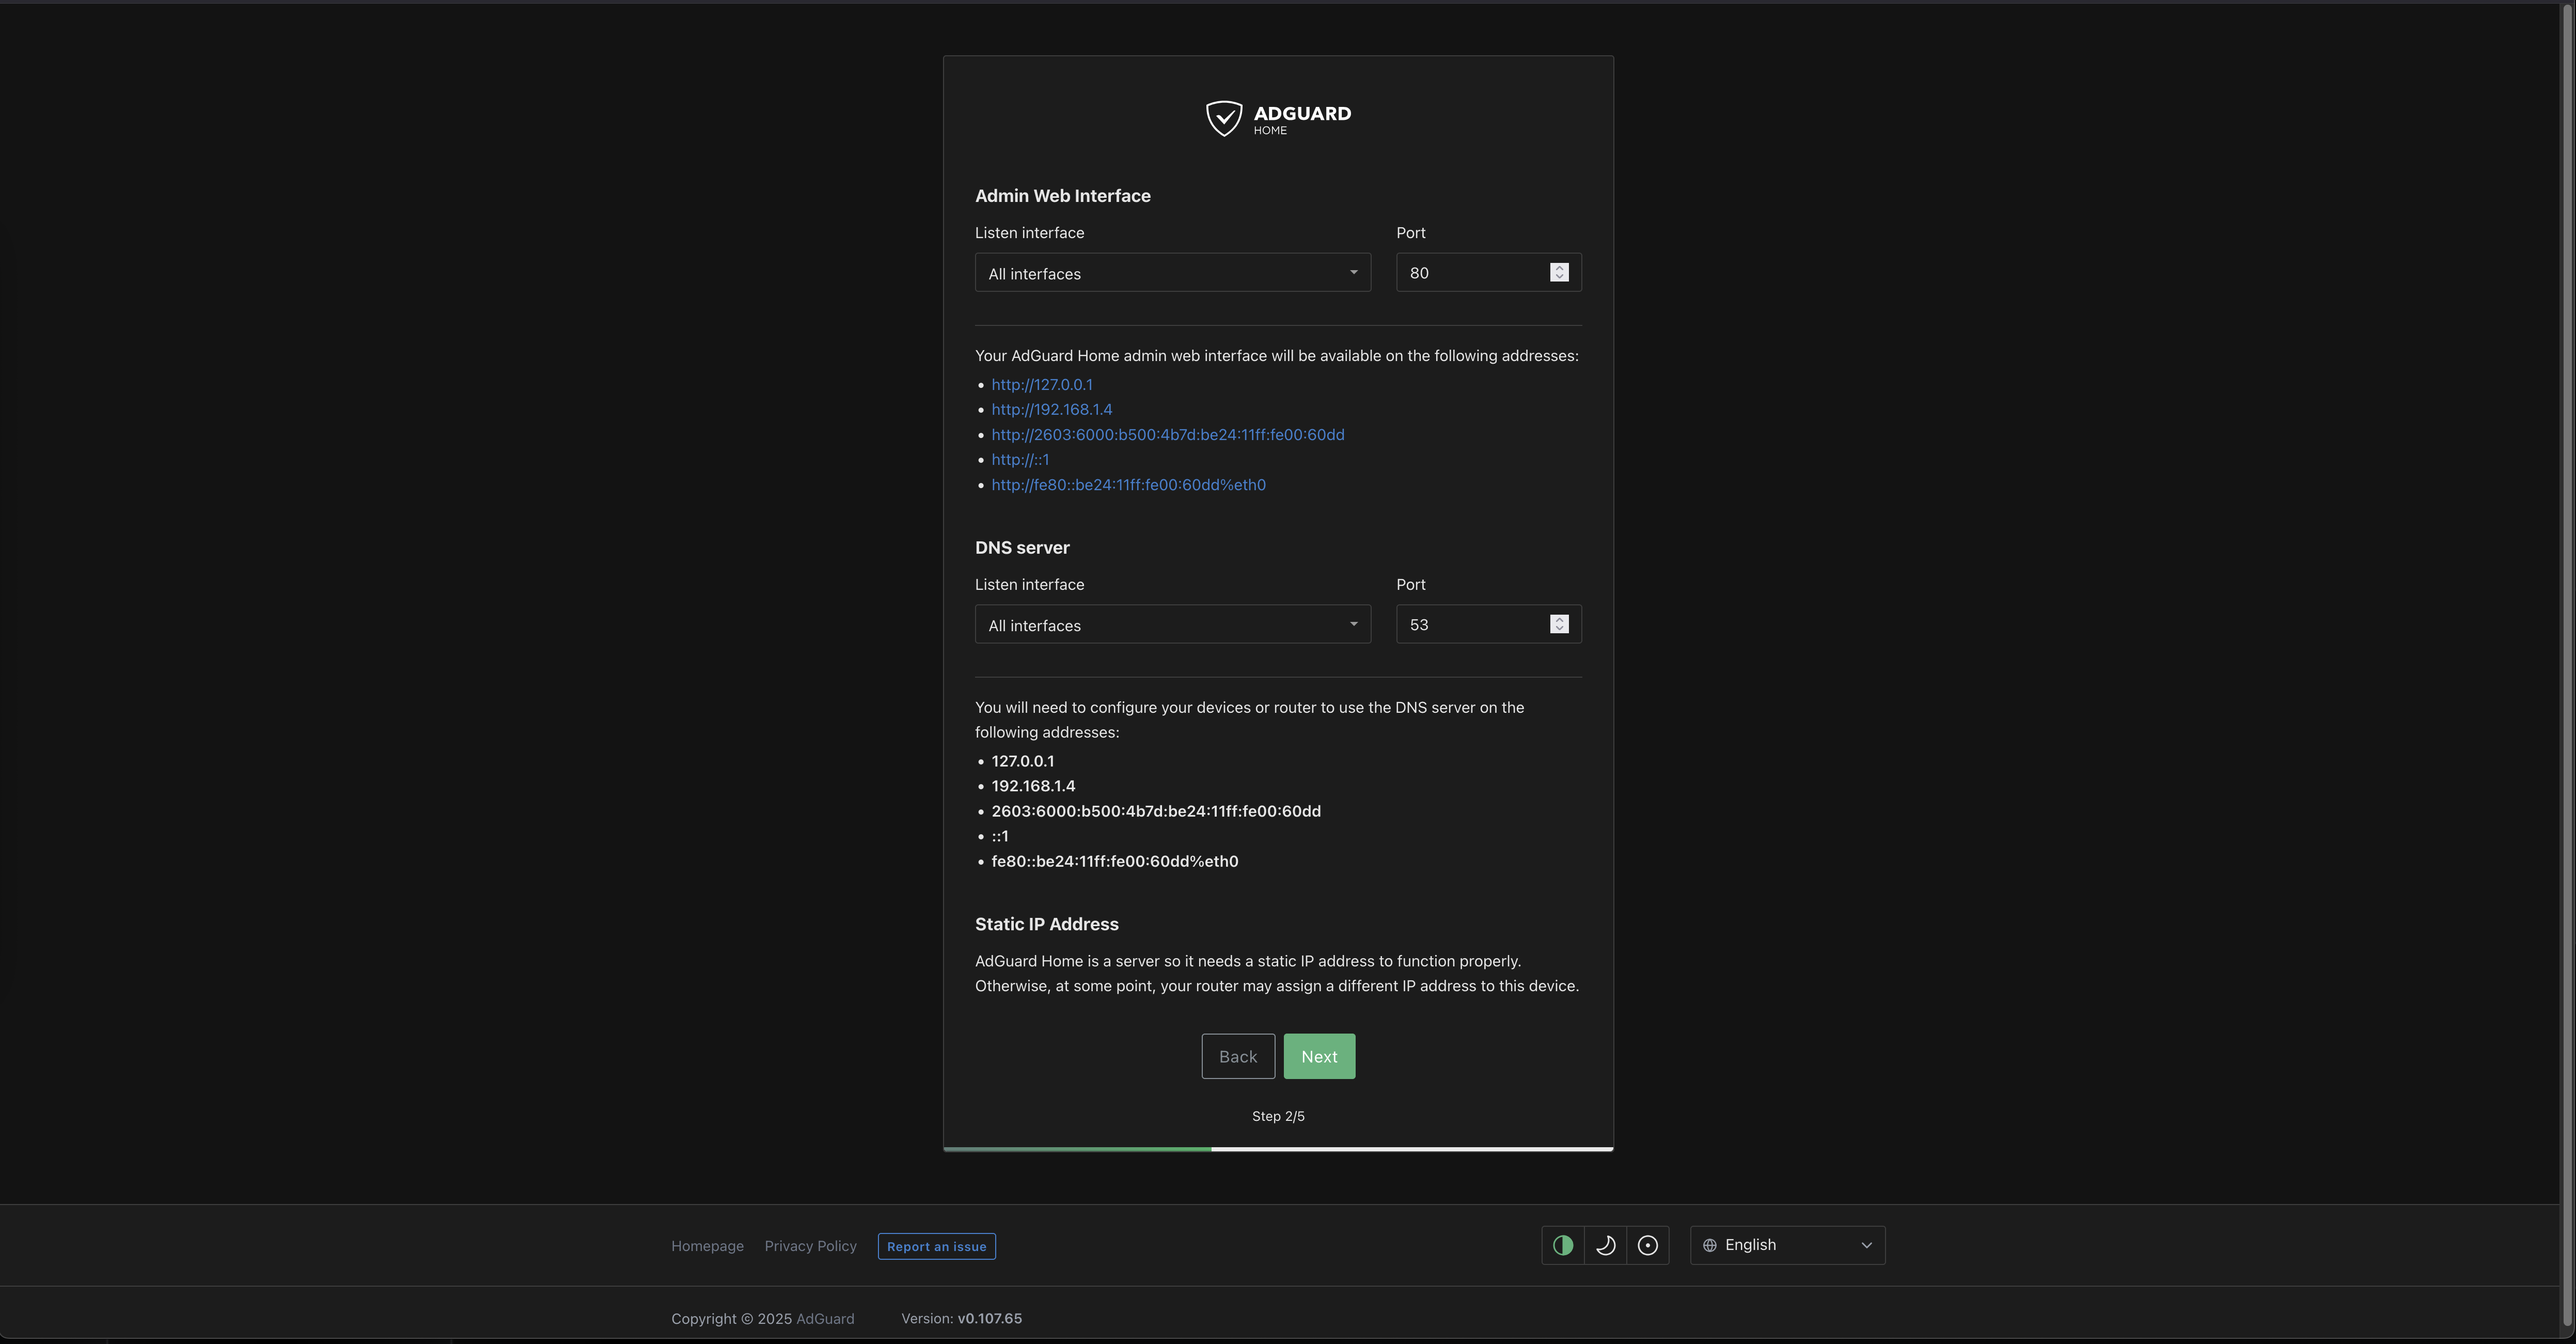 ADGUARD
HOME
Admin Web Interface
Listen interface
Port
All interfaces
80
Your AdGuard Home admin web interface will be available on the following addresses:
http://127.0.0.1
http://192.168.1.4
http://2603:6000:b500:4b7d:be24:11ff:fe00:60dd
http://::1
http://fe80::be24:11ff:fe00:60dd%eth0
DNS server
Listen interface
Port
All interfaces
53
You will need to configure your devices or router to use the DNS server on the
following addresses:
127.0.0.1
192.168.1.4
2603:6000:b500:4b7d:be24:11ff:fe00:60dd
::1
fe80::be24:11ff:fe00:60dd%eth0
Static IP Address
AdGuard Home is a server so it needs a static IP address to function properly.
Otherwise, at some point, your router may assign a different IP address to this device.
Back
Next
Step 2/5
Homepage
Privacy Policy
Report an issue
English
Copyright © 2025 AdGuard
Version: v0.107.65